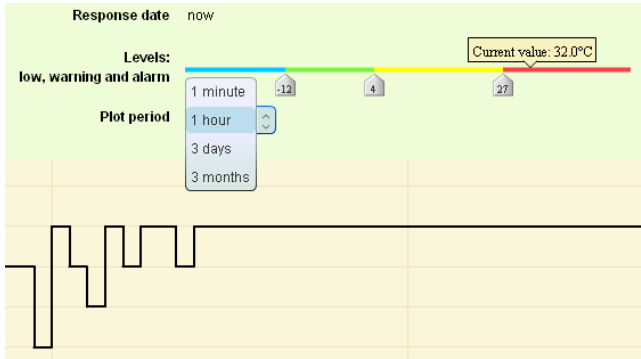 Response date now
Current value: 32.0°C
Levels:
low, warning and alarm
-12 4 27
1 minute
Plot period 1 hour
3 days
3 months